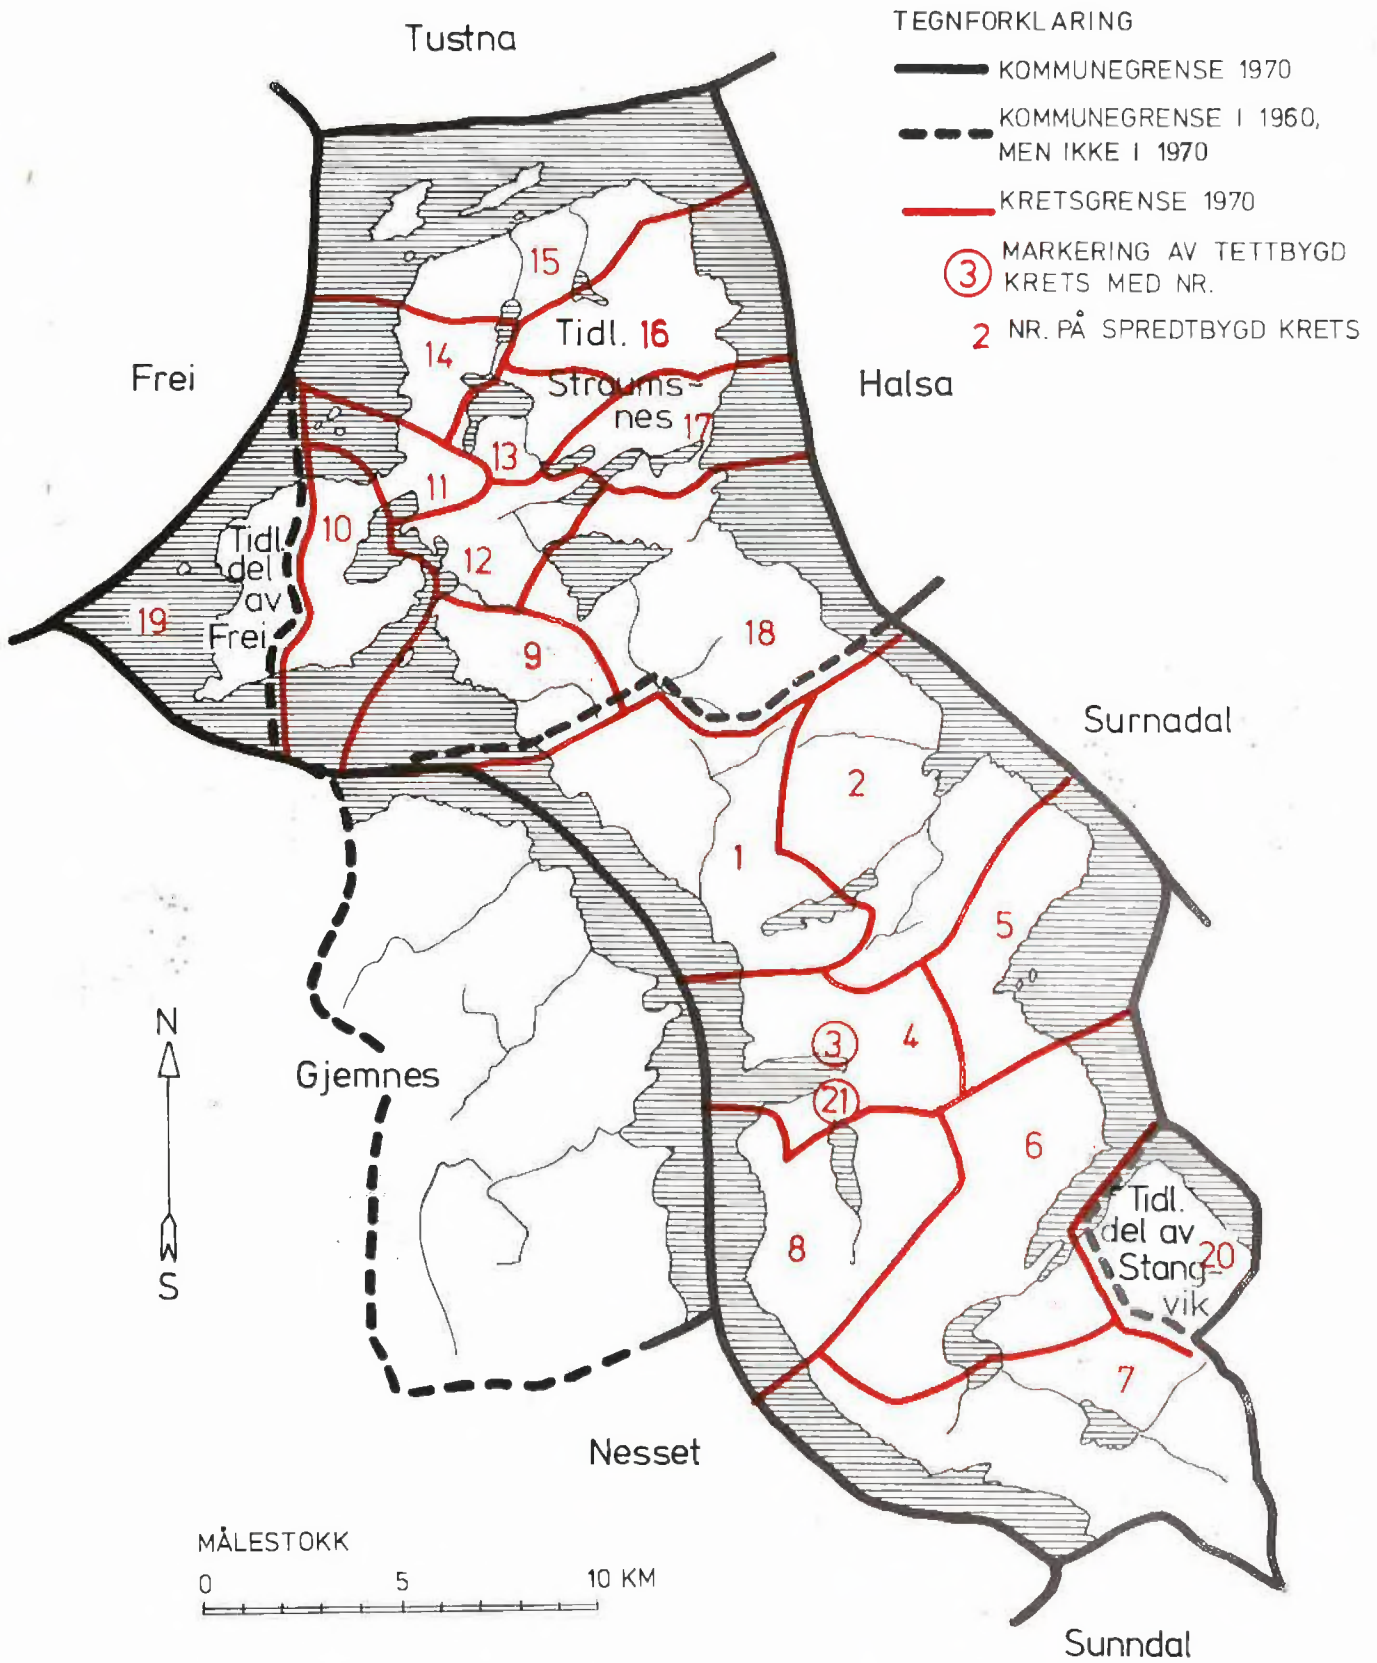 Tustna
TEGNFORKLARING
KOMMUNEGRENSE 1970
KOMMUNEGRENSE I 1960,
MEN IKKE I 1970
KRETSGRENSE 1970
3 MARKERING AV TETTBYGD
KRETS MED NR.
2 NR. PÅ SPREDTBYGD KRETS
15
Tidl. 16
14
Frei
Halsa
Straums-
nes 17
13
11
10
12
Tidl.
del
av
Frei
19
18
9
Surnadal
2
1
5
3
4
N
S
Gjemnes
21
6
8
Tidl.
del av
Stang-
vik
20
7
Nesset
MÅLESTOKK
0 5 10 KM
Sunndal